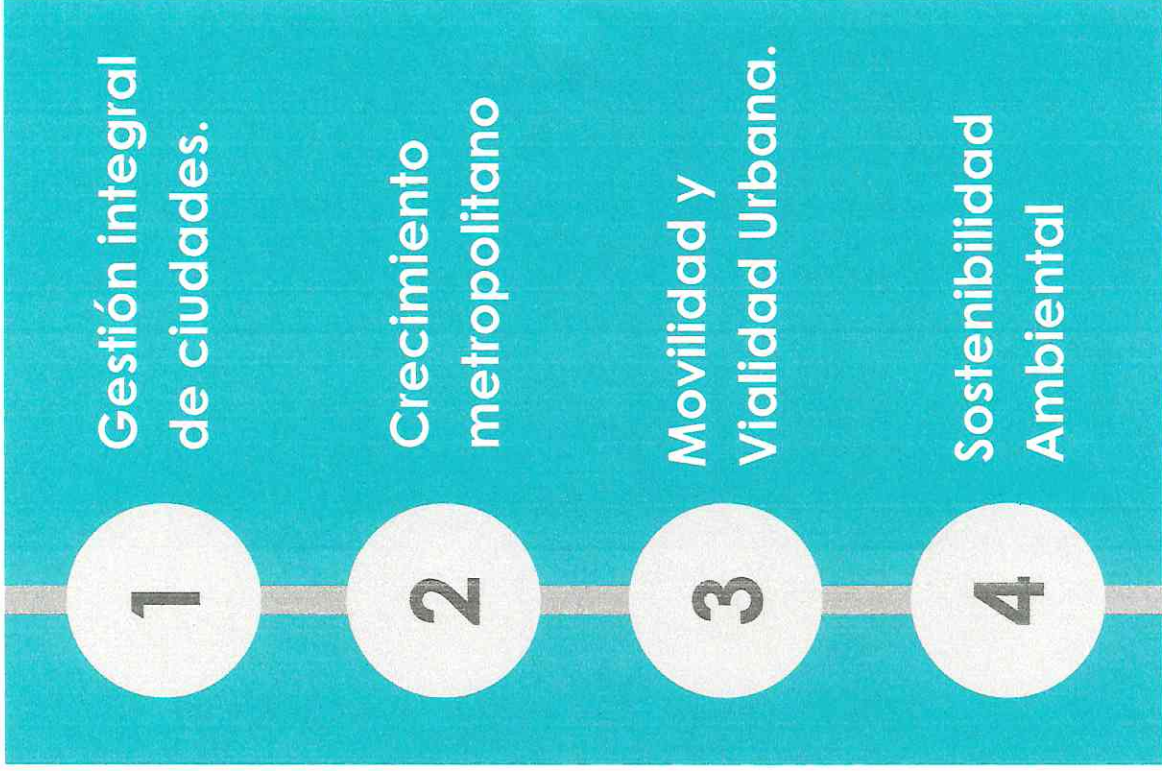 1
Gestión integral
de ciudades.
2
Crecimiento
metropolitano
3
Movilidad y
Vialidad Urbana.
4
Sostenibilidad
Ambiental